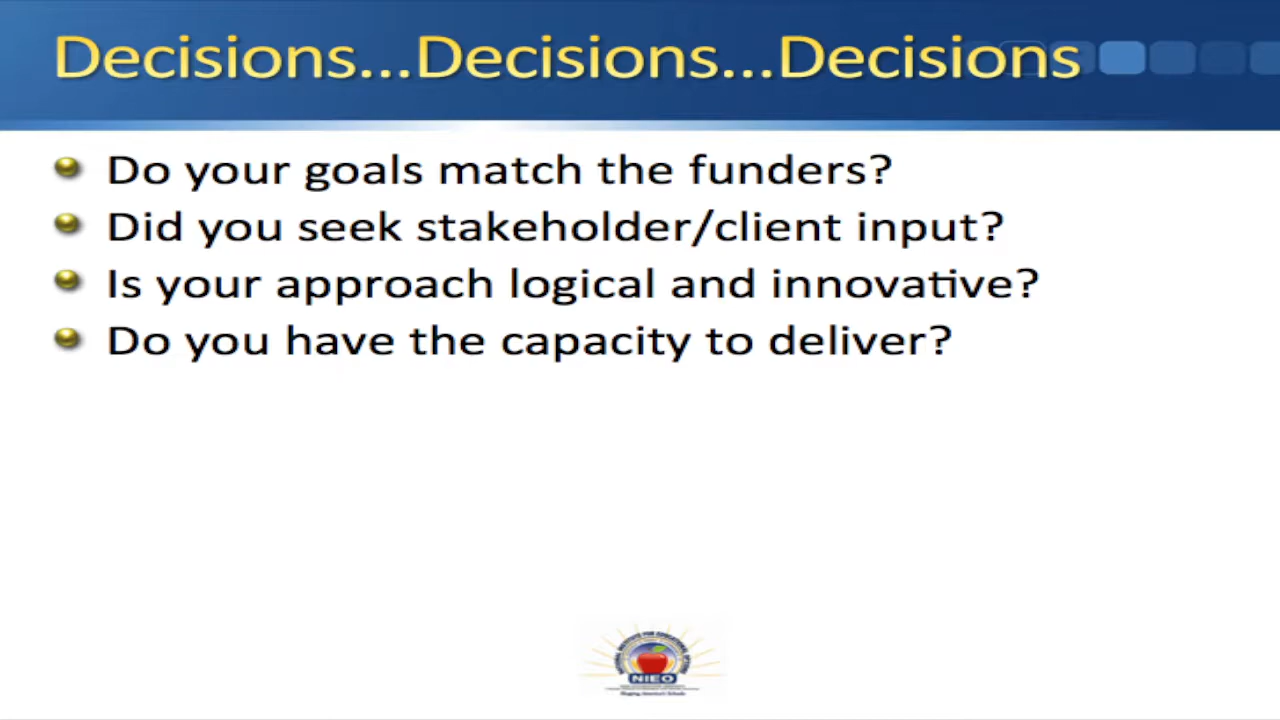 Decisions...Decisions...Decisions
Do your goals match the funders?
Did you seek stakeholder/client input?
Is your approach logical and innovative?
Do you have the capacity to deliver?
NIEO